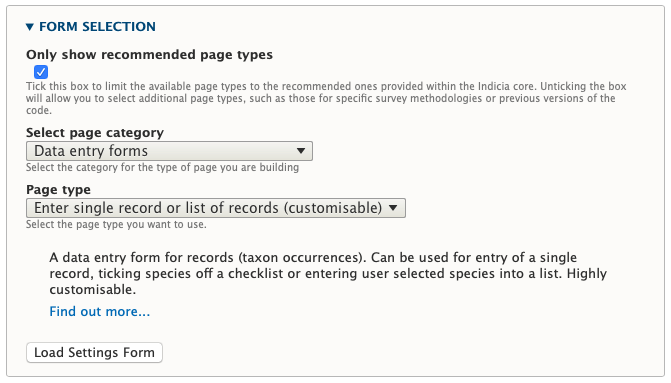 ▼ FORM SELECTION
Only show recommended page types
Tick this box to limit the available page types to the recommended ones provided within the Indicia core. Unticking the box
will allow you to select additional page types, such as those for specific survey methodologies or previous versions of the
code.
Select page category
Data entry forms
Select the category for the type of page you are building
Page type
Enter single record or list of records (customisable)
Select the page type you want to use.
A data entry form for records (taxon occurrences). Can be used for entry of a single
record, ticking species off a checklist or entering user selected species into a list. Highly
customisable.
Find out more...
Load Settings Form